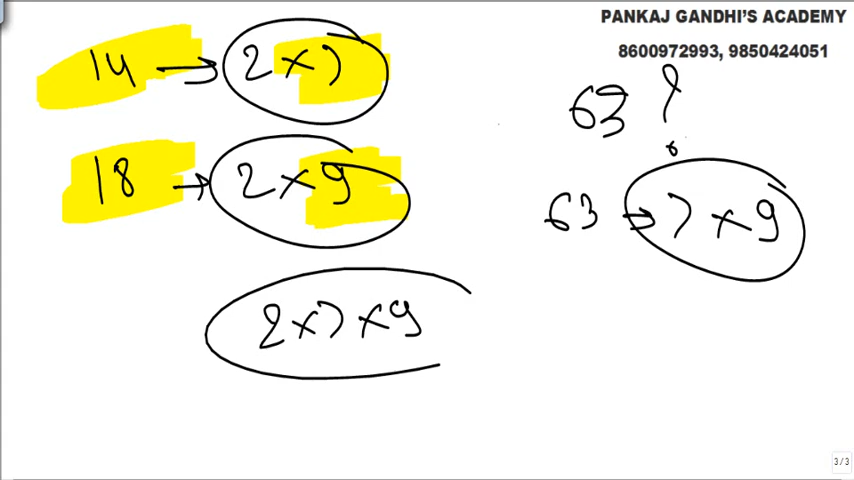 PANKAJ GANDHI'S ACADEMY
8600972993, 9850424051
14 → 2 × 7
63 ?
18 → 2 × 9
63 → 7 × 9
2 × 7 × 9
3/3